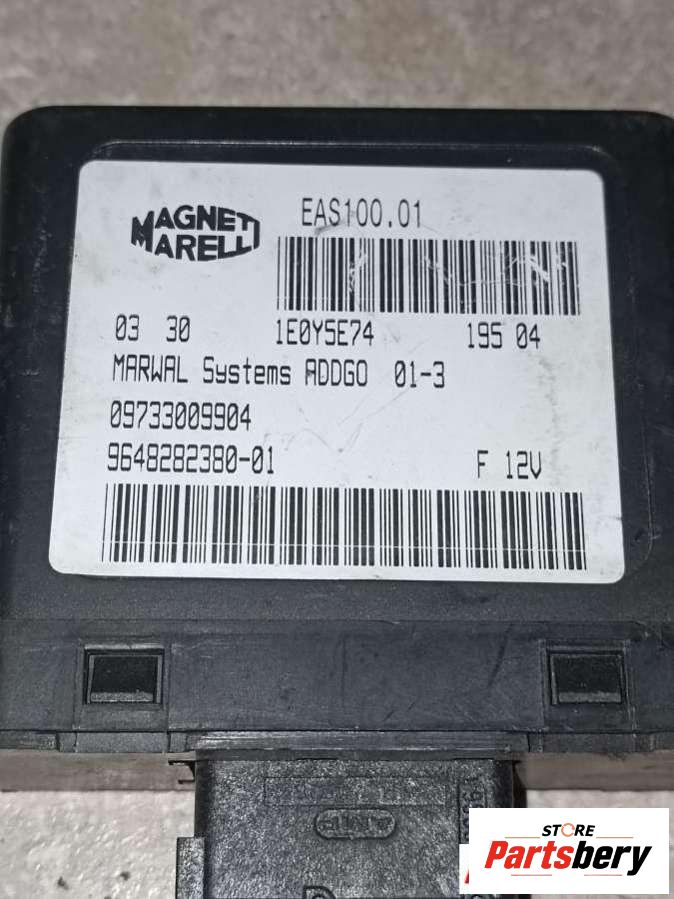 MAGNETI
MARELLI
EAS100.01
03 30 1E0Y5E74 195 04
MARWAL Systems ADDGO 01-3
09733009904
9648282380-01 F 12V
STORE
Partsbery